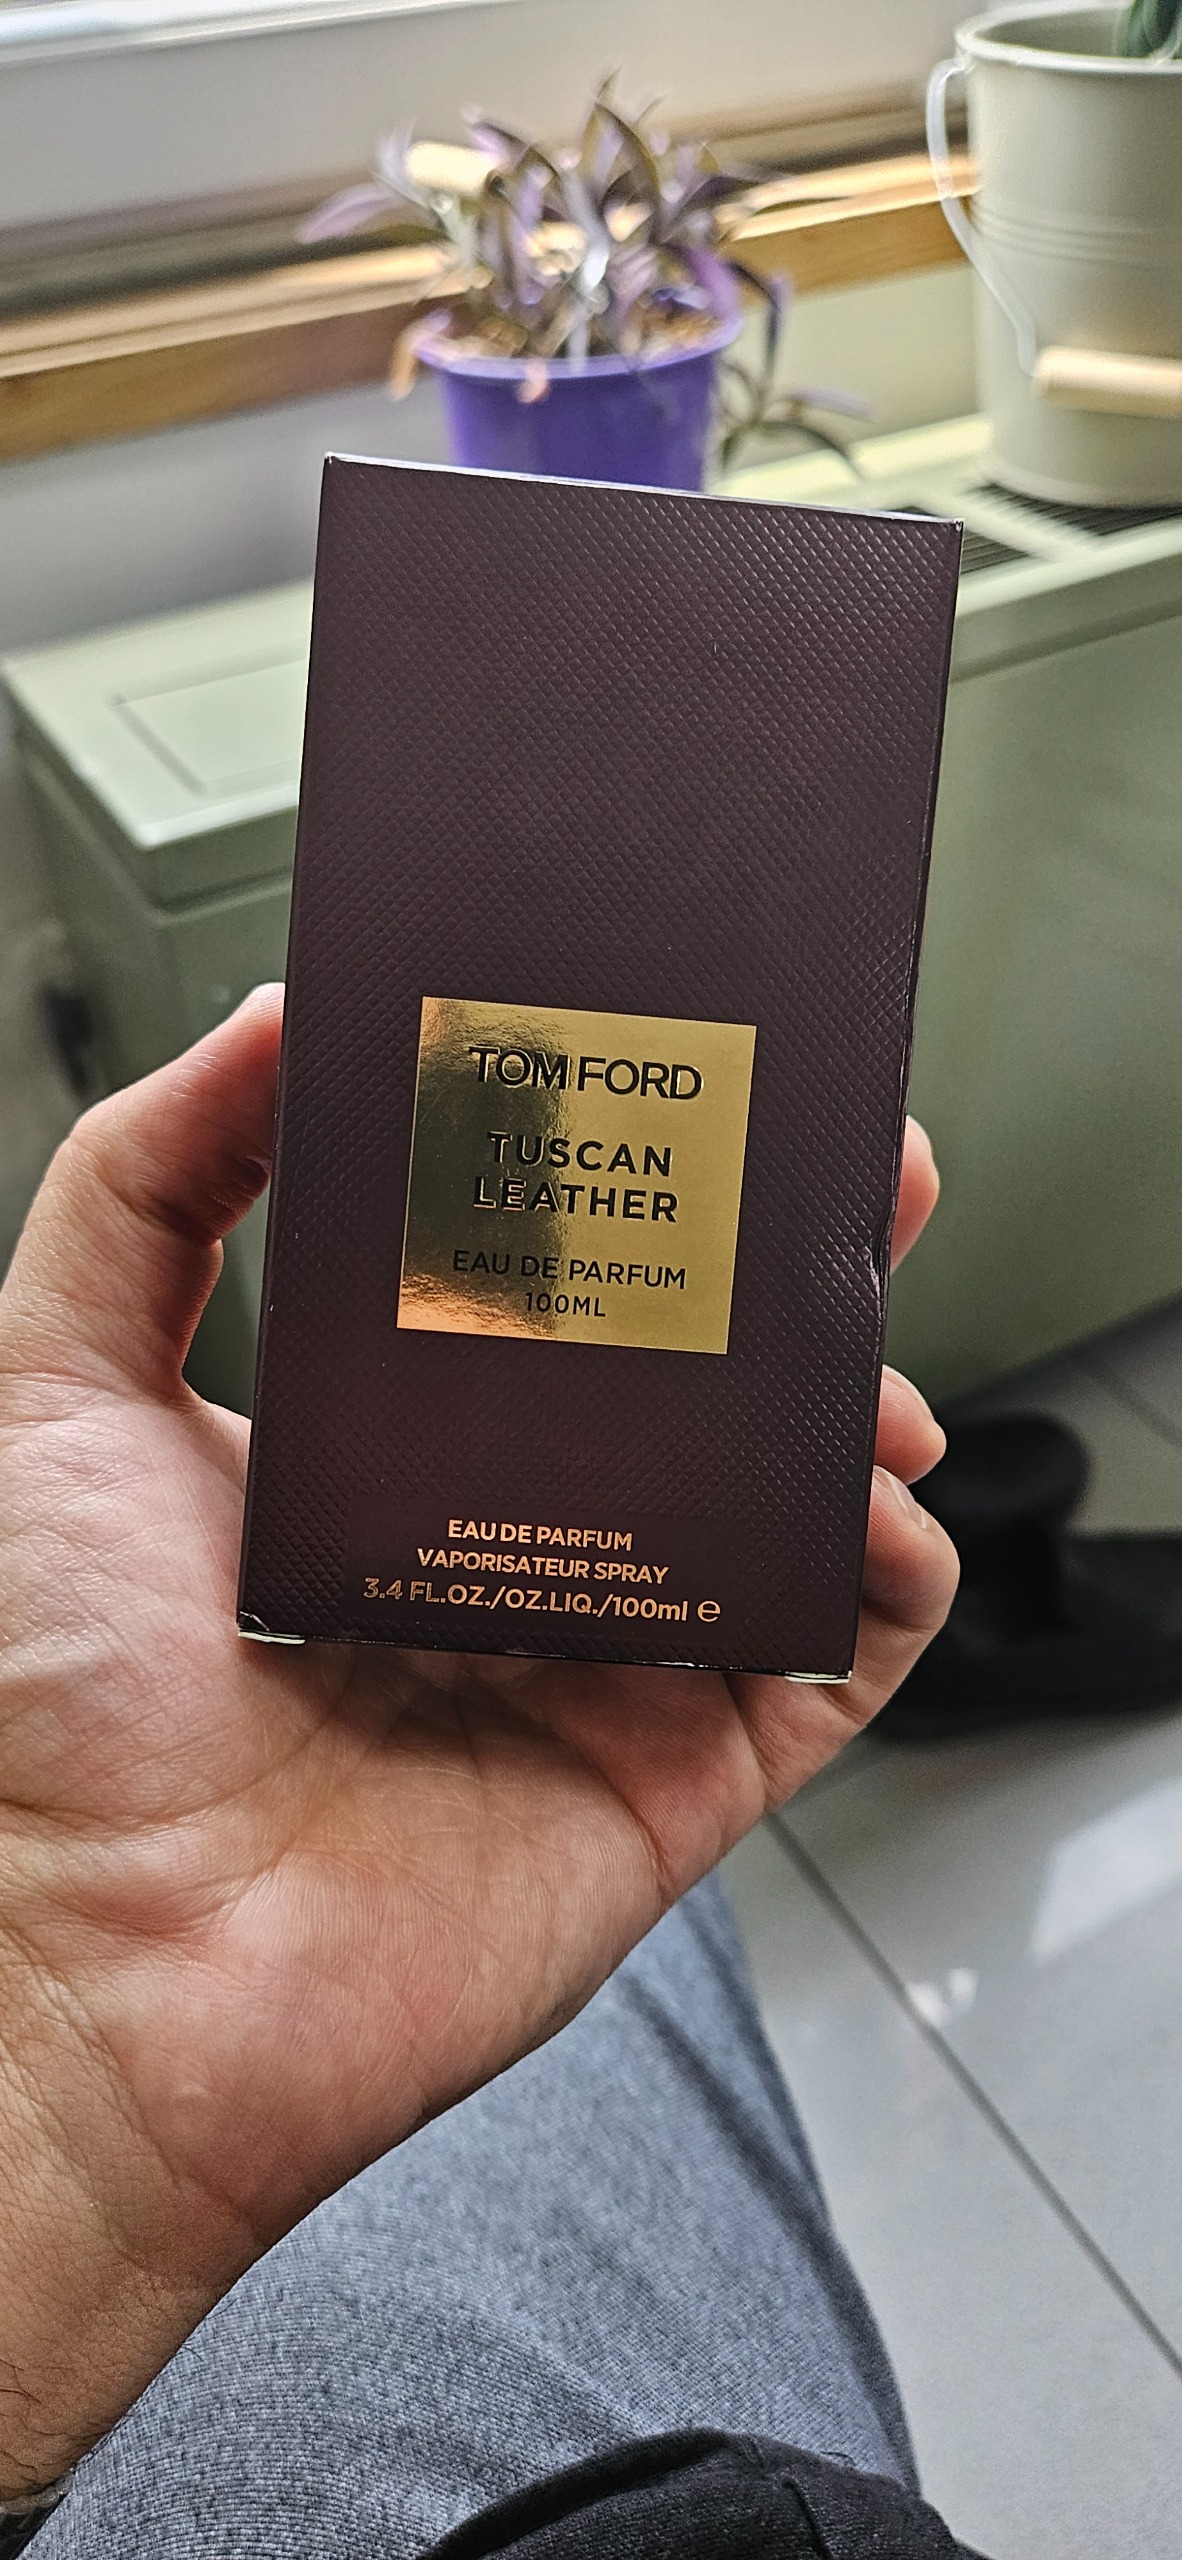 TOM FORD
TUSCAN
LEATHER
EAU DE PARFUM
100ML
EAU DE PARFUM
VAPORISATEUR SPRAY
3.4 FL.OZ./OZ.LIQ./100ml ℮